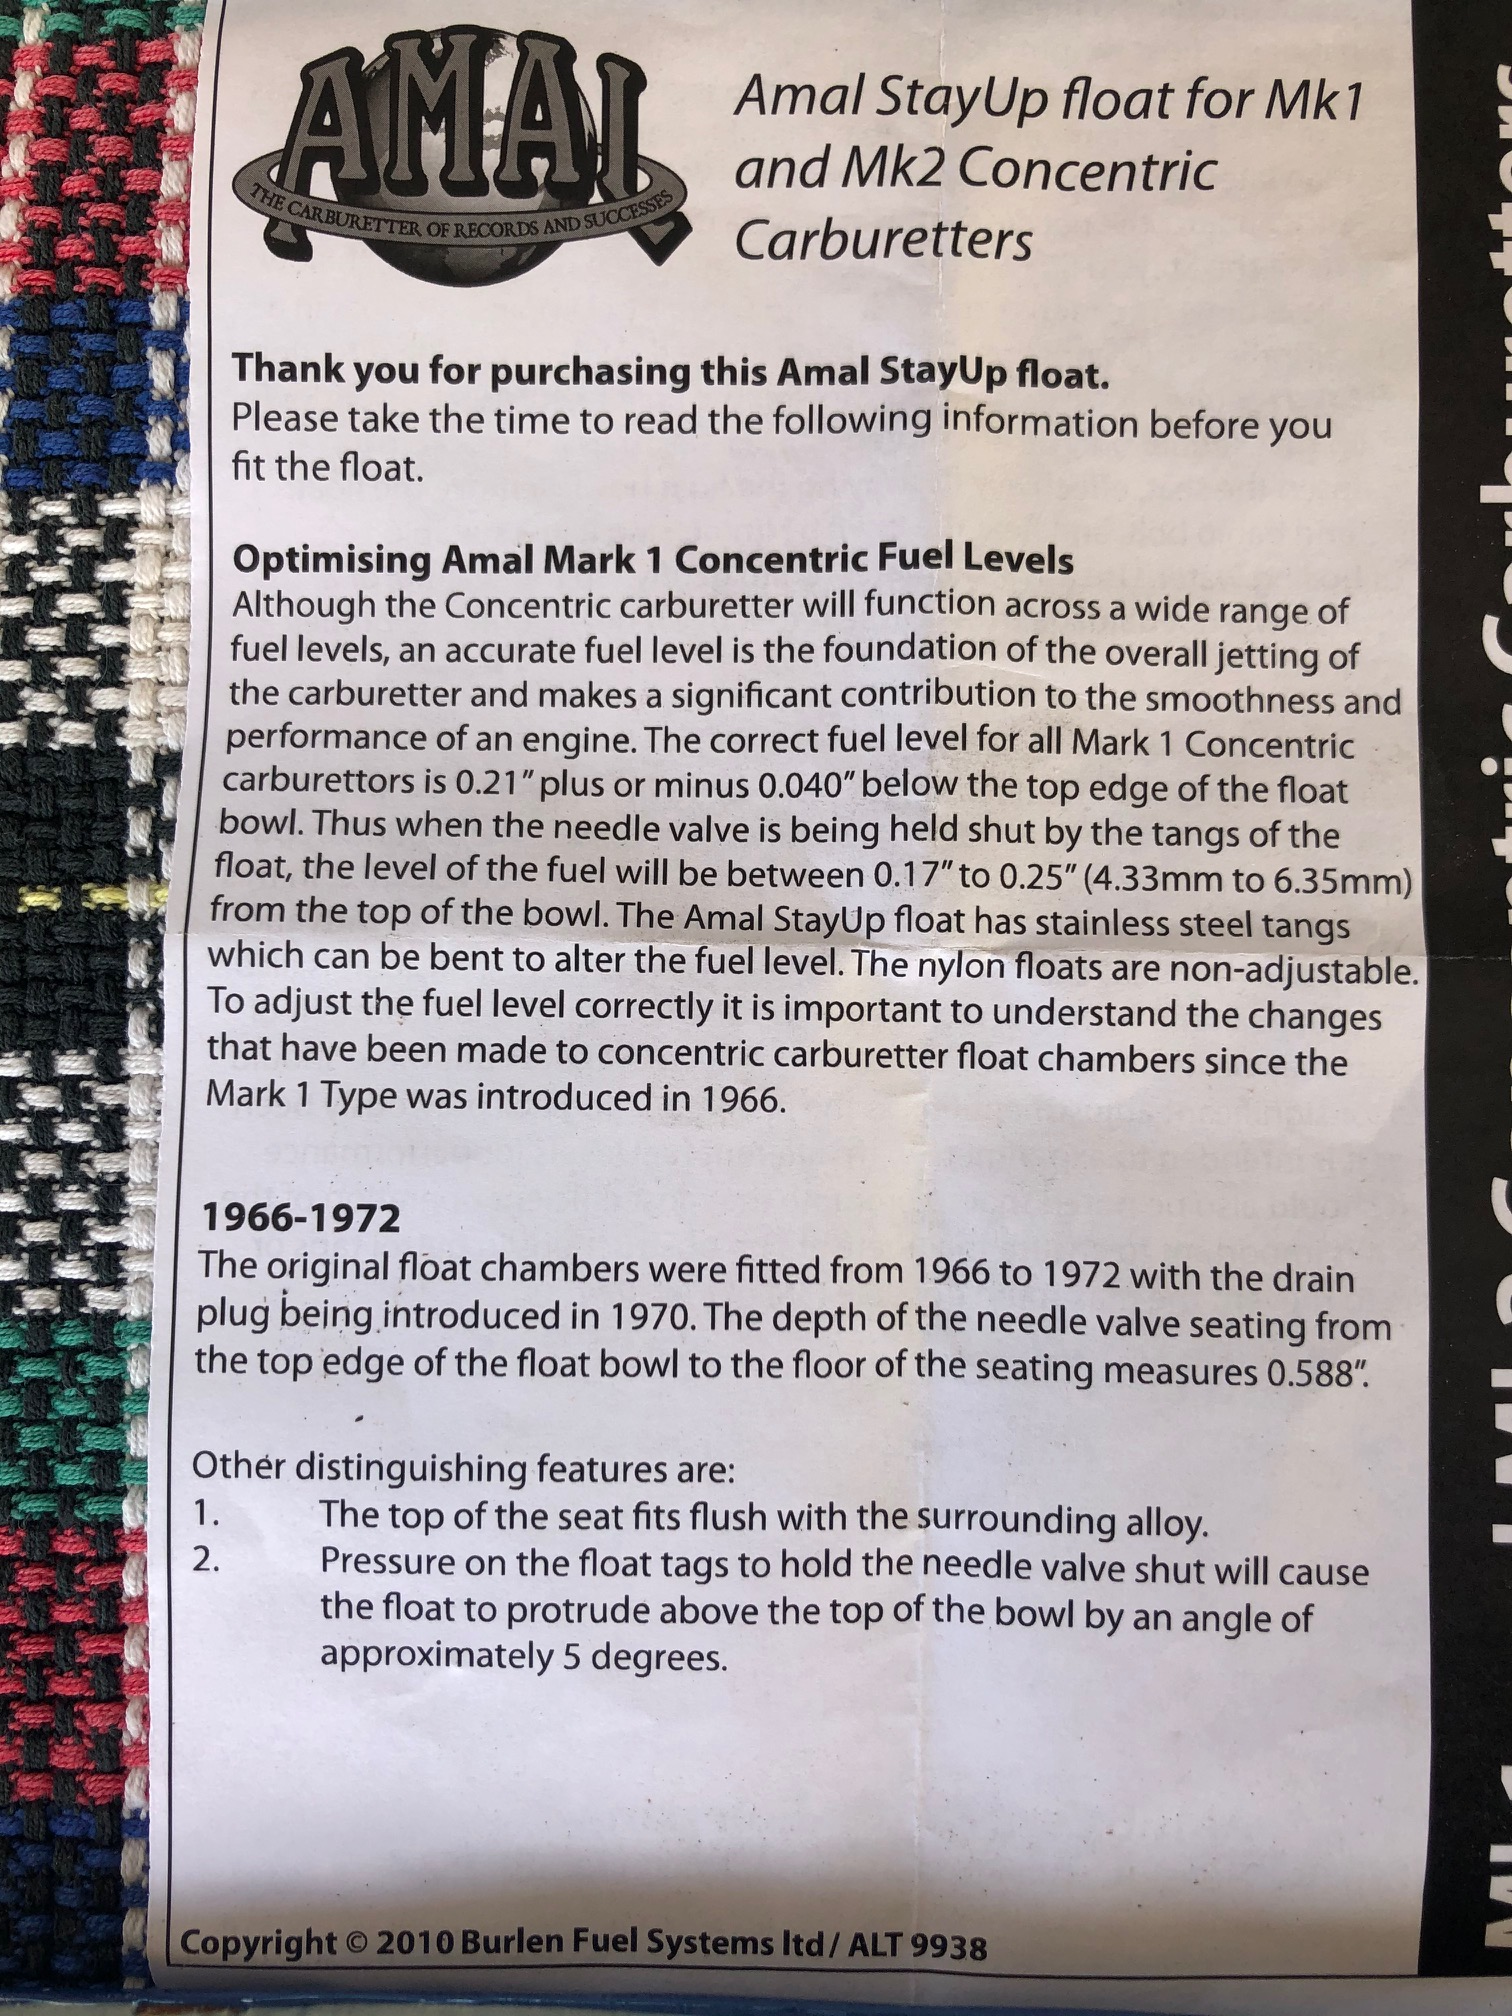 AMAL
THE CARBURETTER OF RECORDS AND SUCCESSES
Amal StayUp float for Mk1
and Mk2 Concentric
Carburetters
Thank you for purchasing this Amal StayUp float.
Please take the time to read the following information before you
fit the float.
Optimising Amal Mark 1 Concentric Fuel Levels
Although the Concentric carburetter will function across a wide range of
fuel levels, an accurate fuel level is the foundation of the overall jetting of
the carburetter and makes a significant contribution to the smoothness and
performance of an engine. The correct fuel level for all Mark 1 Concentric
carburettors is 0.21″ plus or minus 0.040″ below the top edge of the float
bowl. Thus when the needle valve is being held shut by the tangs of the
float, the level of the fuel will be between 0.17″ to 0.25″ (4.33mm to 6.35mm)
from the top of the bowl. The Amal StayUp float has stainless steel tangs
which can be bent to alter the fuel level. The nylon floats are non-adjustable.
To adjust the fuel level correctly it is important to understand the changes
that have been made to concentric carburetter float chambers since the
Mark 1 Type was introduced in 1966.
1966-1972
The original float chambers were fitted from 1966 to 1972 with the drain
plug being introduced in 1970. The depth of the needle valve seating from
the top edge of the float bowl to the floor of the seating measures 0.588″.
Other distinguishing features are:
1. The top of the seat fits flush with the surrounding alloy.
2. Pressure on the float tags to hold the needle valve shut will cause
the float to protrude above the top of the bowl by an angle of
approximately 5 degrees.
Copyright © 2010 Burlen Fuel Systems ltd/ ALT 9938